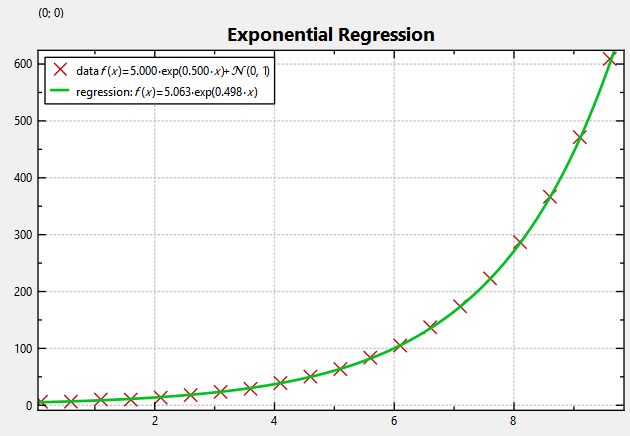 (0; 0)
Exponential Regression
data f(x)=5.000·exp(0.500·x)+𝒩(0, 1)
regression: f(x)=5.063·exp(0.498·x)
600
500
400
300
200
100
0
2 4 6 8